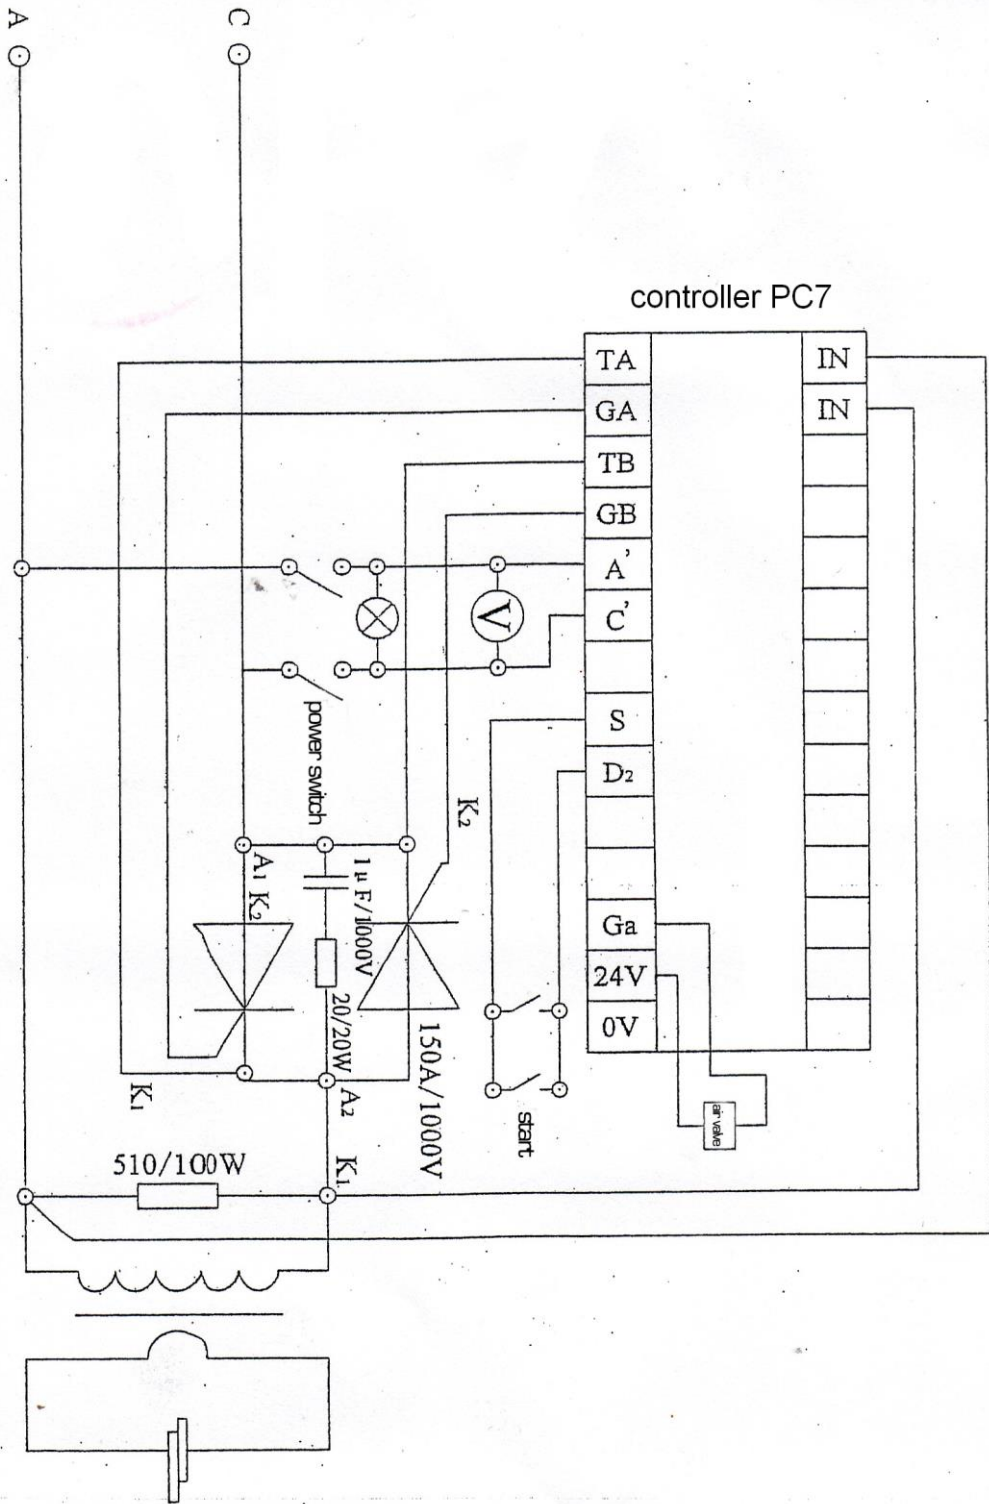 A
C
controller PC7
TA
IN
GA
IN
TB
GB
A'
C'
S
D₂
Ga
24V
0V
power switch
K₂
A₁ K₂
1μF/1000V
20/20W
150A/1000V
A₂
K₁
K₁
start
air valve
510/100W